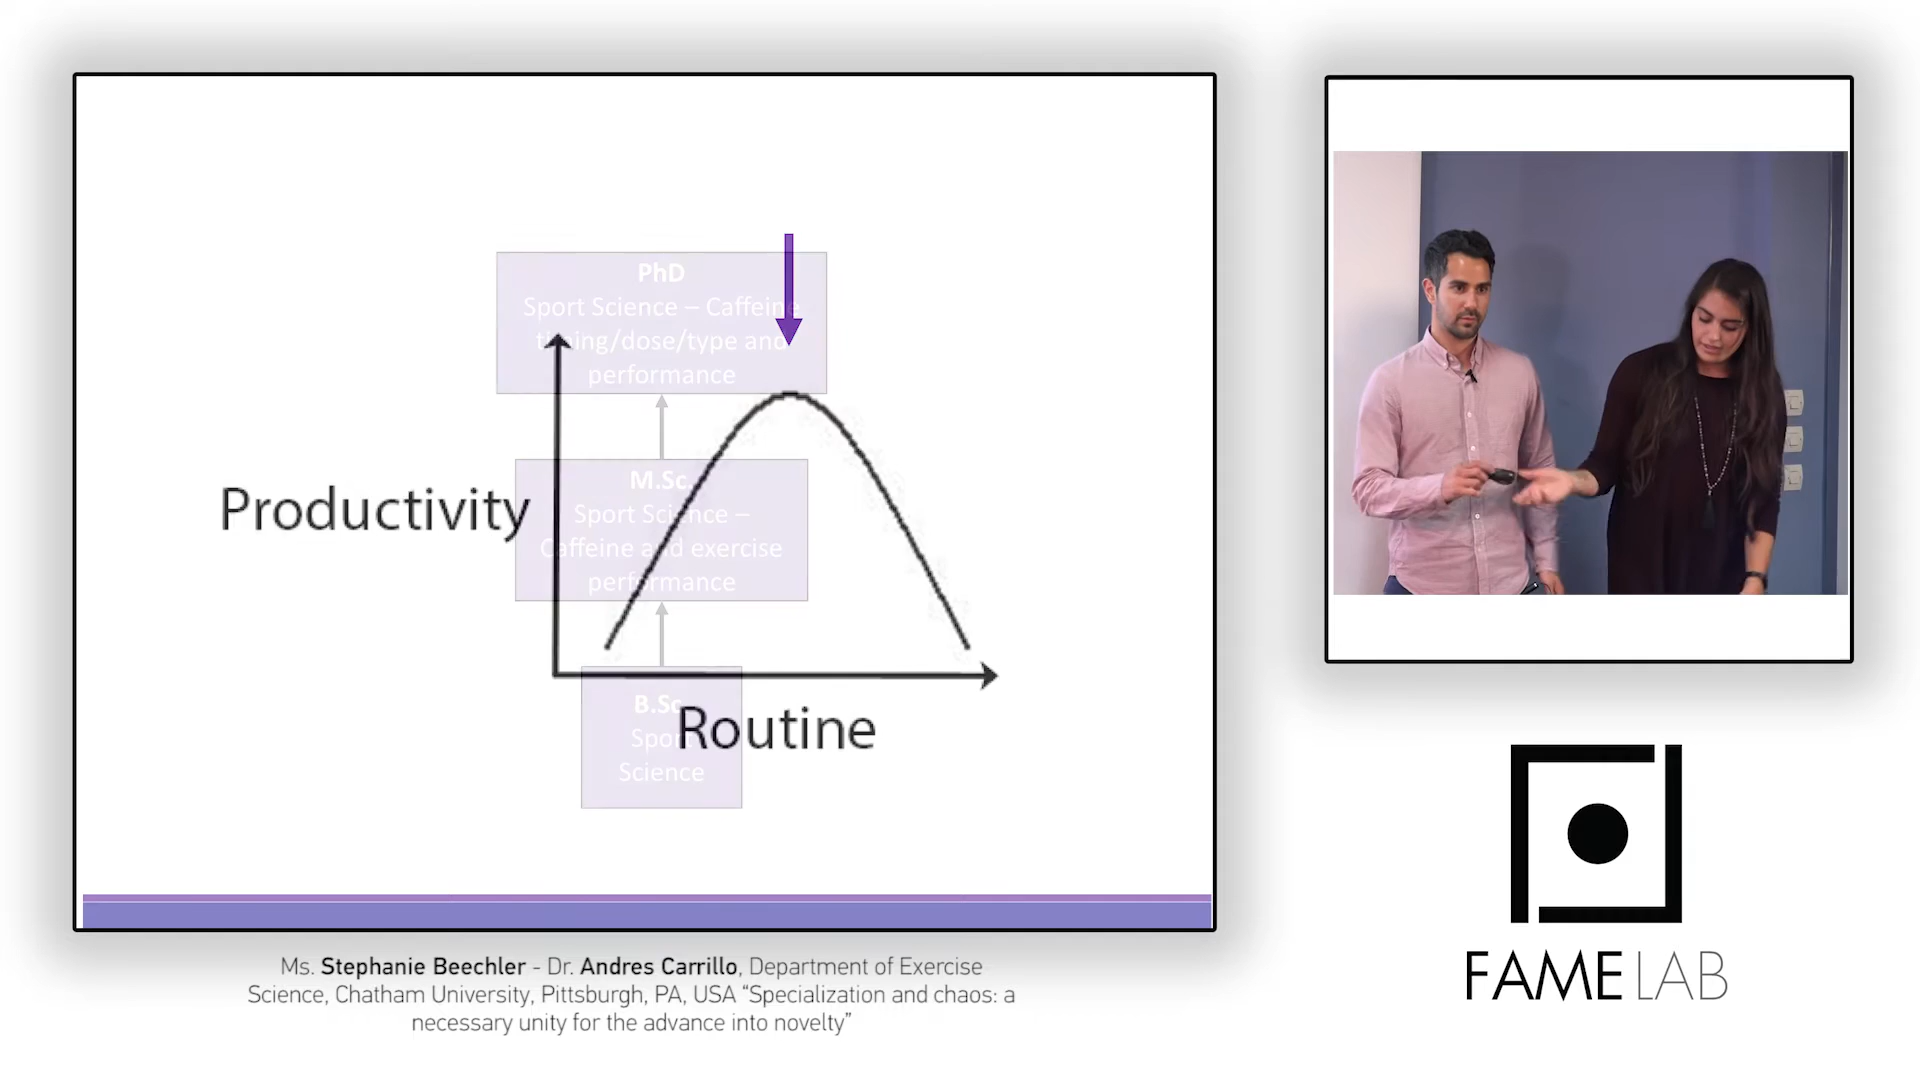 PhD
Sport Science – Caffeine
timing/dose/type and
performance
Productivity
M.Sc.
Sport Science –
Caffeine and exercise
performance
B.Sc.
Sport
Science
Routine
Ms. Stephanie Beechler - Dr. Andres Carrillo, Department of Exercise
Science, Chatham University, Pittsburgh, PA, USA “Specialization and chaos: a
necessary unity for the advance into novelty”
FAME LAB